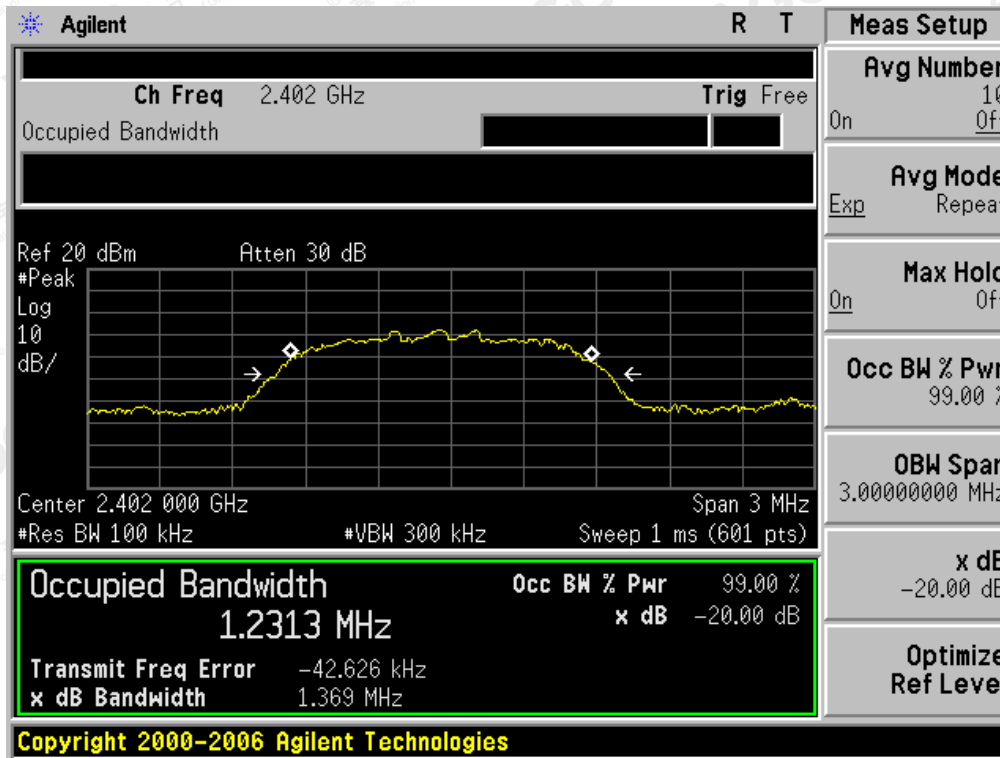 Agilent R T
Ch Freq 2.402 GHz Trig Free
Occupied Bandwidth
Ref 20 dBm Atten 30 dB
#Peak
Log
10
dB/
Center 2.402 000 GHz Span 3 MHz
#Res BW 100 kHz #VBW 300 kHz Sweep 1 ms (601 pts)
Occupied Bandwidth
1.2313 MHz
Occ BW % Pwr 99.00 %
x dB -20.00 dB
Transmit Freq Error -42.626 kHz
x dB Bandwidth 1.369 MHz
Copyright 2000-2006 Agilent Technologies
Meas Setup
Avg Number
10
On Of
Avg Mode
Exp Repea
Max Hold
On Of
Occ BW % Pwr
99.00 %
OBW Span
3.00000000 MHz
x dB
-20.00 dB
Optimize
Ref Leve